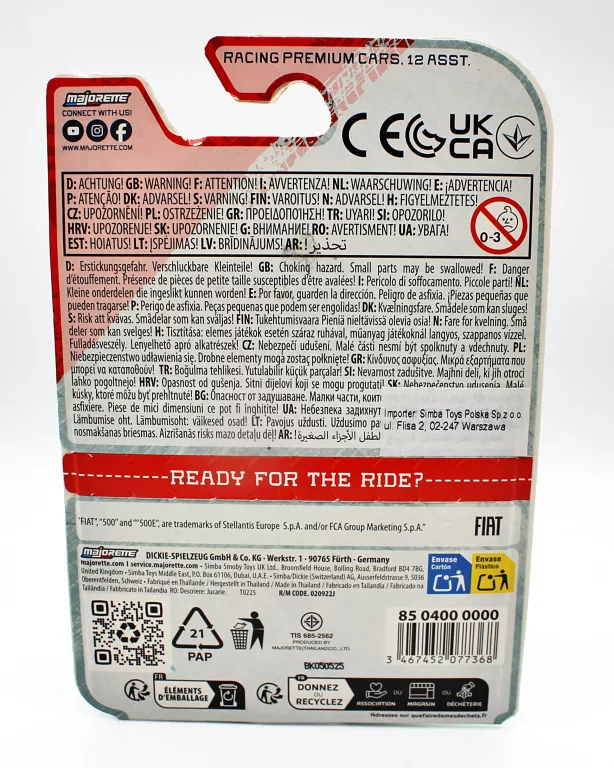 RACING PREMIUM CARS, 12 ASST.
majorette
CONNECT WITH US!
WWW.MAJORETTE.COM
CE
UK
CA
D: ACHTUNG! GB: WARNING! F: ATTENTION! I: AVVERTENZA! NL: WAARSCHUWING! E: ¡ADVERTENCIA!
P: ATENÇÃO! DK: ADVARSEL! S: VARNING! FIN: VAROITUS! N: ADVARSEL! H: FIGYELMEZTETÉS!
CZ: UPOZORNĚNÍ! PL: OSTRZEŻENIE! GR: ΠΡΟΕΙΔΟΠΟΙΗΣΗ! TR: UYARI! SI: OPOZORILO!
HRV: UPOZORENJE! SK: UPOZORNENIE! G: ВНИМАНИЕ! RO: AVERTISMENT! UA: УВАГА!
EST: HOIATUS! LT: ĮSPĖJIMAS! LV: BRĪDINĀJUMS! AR: تحذير!
0-3
D: Erstickungsgefahr. Verschluckbare Kleinteile! GB: Choking hazard. Small parts may be swallowed! F: Danger
d'étouffement. Présence de pièces de petite taille susceptibles d'être avalées! I: Pericolo di soffocamento. Piccole parti! NL:
Kleine onderdelen die ingeslikt kunnen worden! E: Por favor, guarden la dirección. Peligro de asfixia. ¡Piezas pequeñas que
pueden tragarse! P: Perigo de asfixia. Peças pequenas que podem ser engolidas! DK: Kvælningsfare. Smådele som kan sluges!
S: Risk att kvävas. Smådelar som kan sväljas! FIN: Tukehtumisvaara Pieniä nieltävissä olevia osia! N: Fare for kvelning. Små
deler som kan svelges! H: Tisztítása: elemes játékok esetén száraz ruhával, műanyag játékoknál langyos, szappanos vízzel.
Fulladásveszély. Lenyelhető apró alkatrészek! CZ: Nebezpečí udušení. Malé části nesmí být spolknuty a vdechnuty. PL:
Niebezpieczenstwo udławienia się. Drobne elementy mogą zostac połknięte! GR: Κίνδυνος ασφυξίας. Μικρά εξαρτήματα που
μπορεί να καταποθούν! TR: Boğulma tehlikesi. Yutulabilir küçük parçalar! SI: Nevarnost zadušitve. Majhni deli, ki jih otroci
lahko pogoltnejo! HRV: Opasnost od gušenja. Sitni dijelovi koji se mogu progutati! SK: Nebezpečenstvo udusenia. Malé
kúsky, ktoré môžu byť prehltnuté! BG: Опасност от задушаване. Малки части, които
asfixiere. Piese de mici dimensiuni ce pot fi înghițite! UA: Небезпека задихнут
Lämbumise oht. Lämbumisoht: väikesed osad! LT: Pavojus uždusti. Uždusimo pa
nosmakšanas briesmas. Aizrīšanās risks mazo detaļu dēļ! AR: الأجزاء الصغيرة!
Importer: Simba Toys Polska Sp z o.o.
ul. Flisa 2, 02-247 Warszawa
READY FOR THE RIDE?
"FIAT", "500" and ""500E", are trademarks of Stellantis Europe S.p.A. and/or FCA Group Marketing S.p.A."
FIAT
majorette DICKIE-SPIELZEUG GmbH & Co. KG • Werkstr. 1 • 90765 Fürth • Germany
majorette.com I service.majorette.com • Simba Smoby Toys UK Ltd., Broomfield House, Bolling Road, Bradford BD4 7BG,
United Kingdom • Simba Toys Middle East, P.O. Box 61106, Dubai, U.A.E. • Simba/Dickie (Switzerland) AG, Ausserfeldstrasse 9, 5036
Oberentfelden, Schweiz • Fabriqué en Thaïlande / Hergestellt in Thailand / Made in Thailand / Fabricado en Tailandia / Fabricado na
Tailândia / Fabbricato in Tailandia RO: Descriere: Jucarie. T0225 R/M CODE. 020922J
Envase
Cartón
Envase
Plástico
21
PAP
TIS 685-2562
PRODUCED BY
MAJORETTE(THAILAND)CO., LTD.
BK050525
85 0400 0000
3 467452 077368
FR
ÉLÉMENTS
D'EMBALLAGE
FR
DONNEZ
ou
RECYCLEZ
ASSOCIATION
OU
MAGASIN
OU
DÉCHÈTERIE
Adresses sur quefairedemesdechets.fr